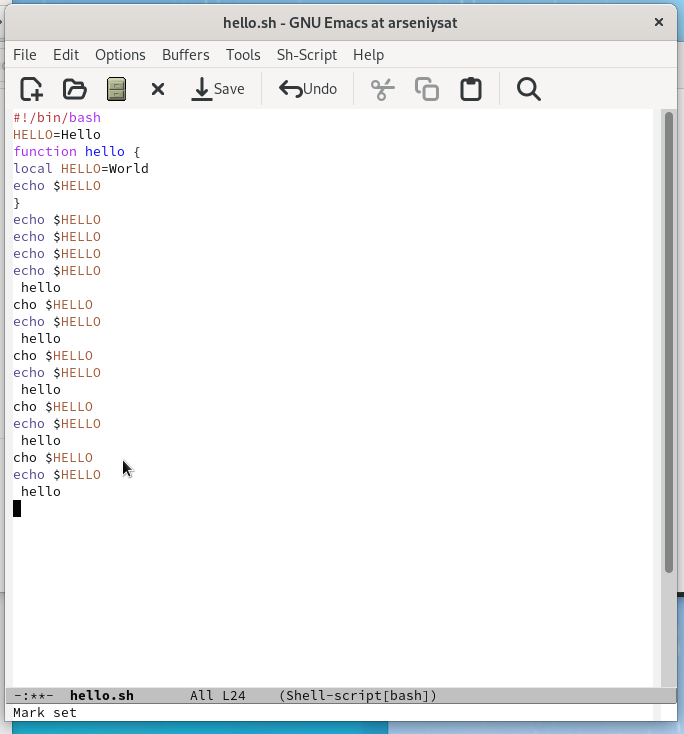 hello.sh - GNU Emacs at arseniysat ×
File Edit Options Buffers Tools Sh-Script Help
Save Undo
#!/bin/bash
HELLO=Hello
function hello {
local HELLO=World
echo $HELLO
}
echo $HELLO
echo $HELLO
echo $HELLO
echo $HELLO
 hello
cho $HELLO
echo $HELLO
 hello
cho $HELLO
echo $HELLO
 hello
cho $HELLO
echo $HELLO
 hello
cho $HELLO
echo $HELLO
 hello
-:**-  hello.sh       All L24    (Shell-script[bash])
Mark set